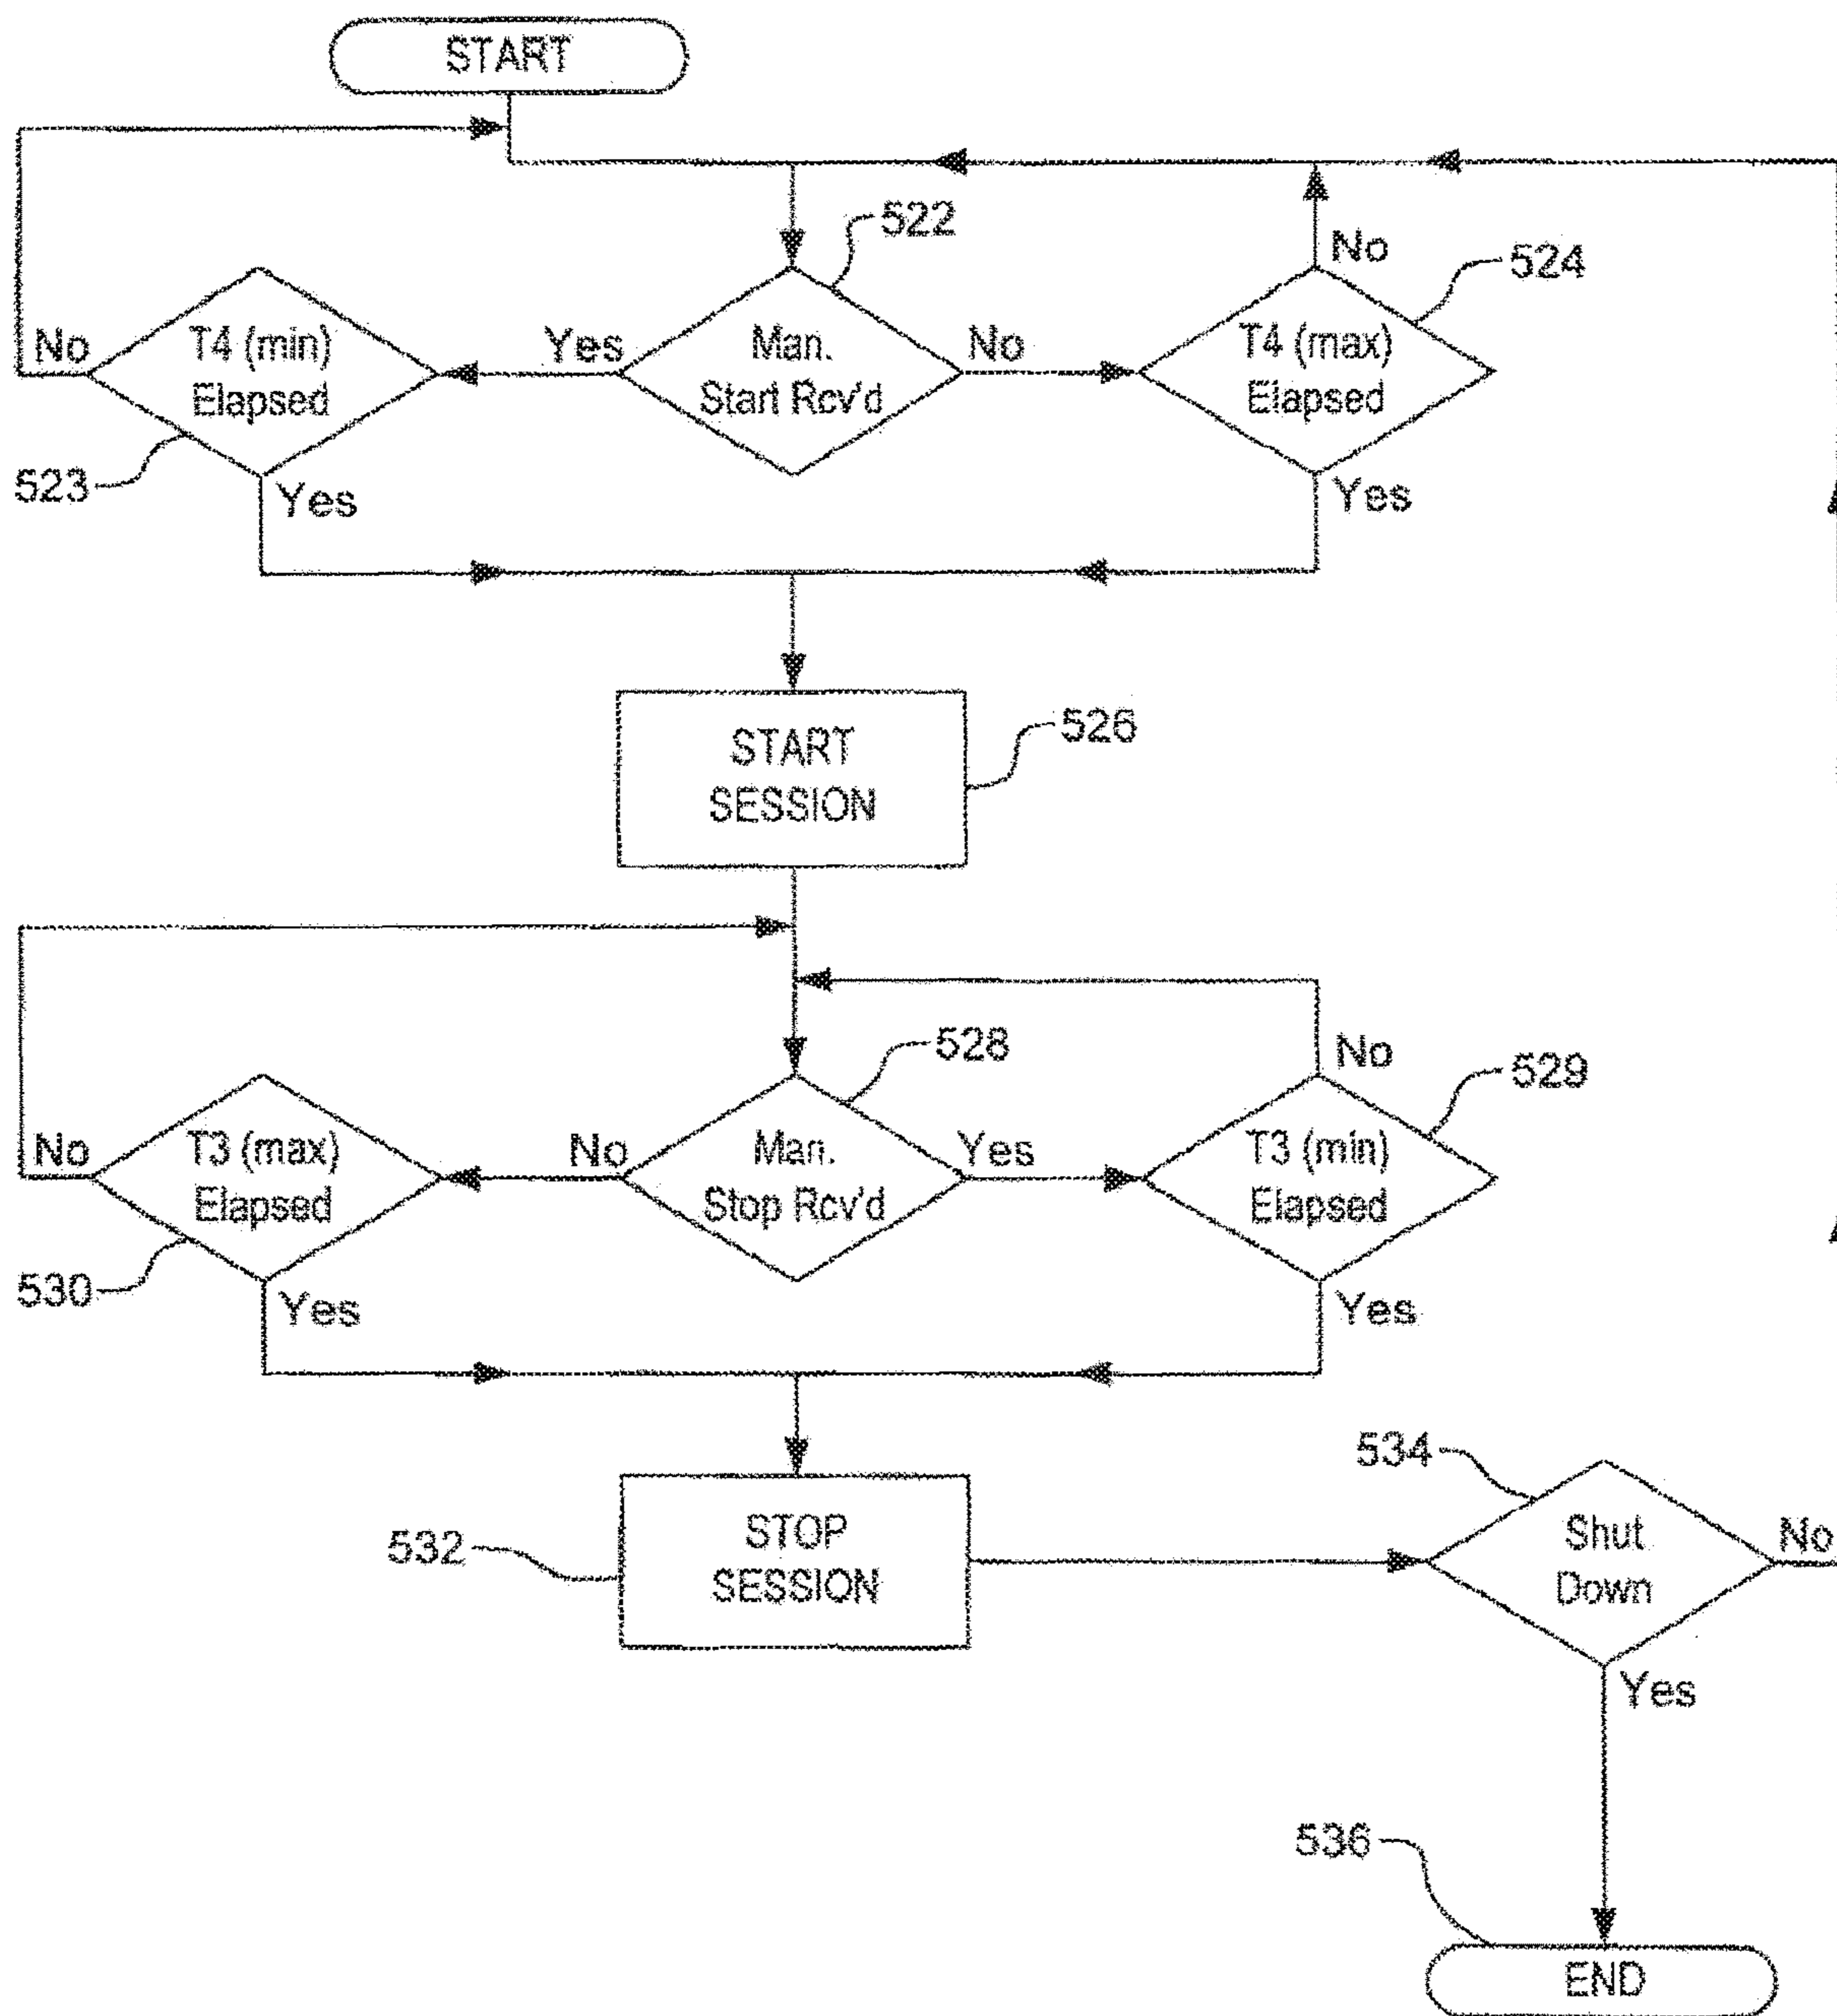 START
522
No
524
No
T4 (min)
Elapsed
Yes
Man.
Start Rcv'd
No
T4 (max)
Elapsed
523
Yes
Yes
START
SESSION
526
528
No
529
No
T3 (max)
Elapsed
No
Man.
Stop Rcv'd
Yes
T3 (min)
Elapsed
530
Yes
Yes
534
532
STOP
SESSION
Shut
Down
No
Yes
536
END